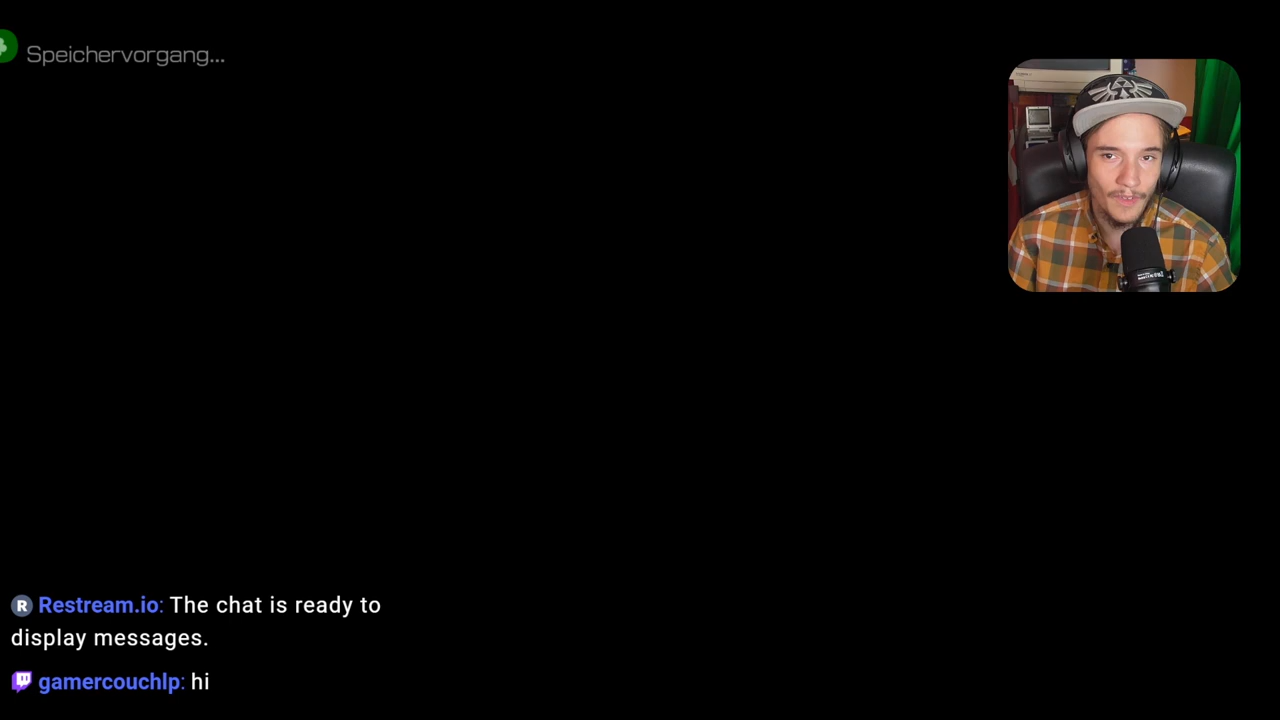 Speichervorgang...
R Restream.io: The chat is ready to
display messages.
gamercouchlp: hi